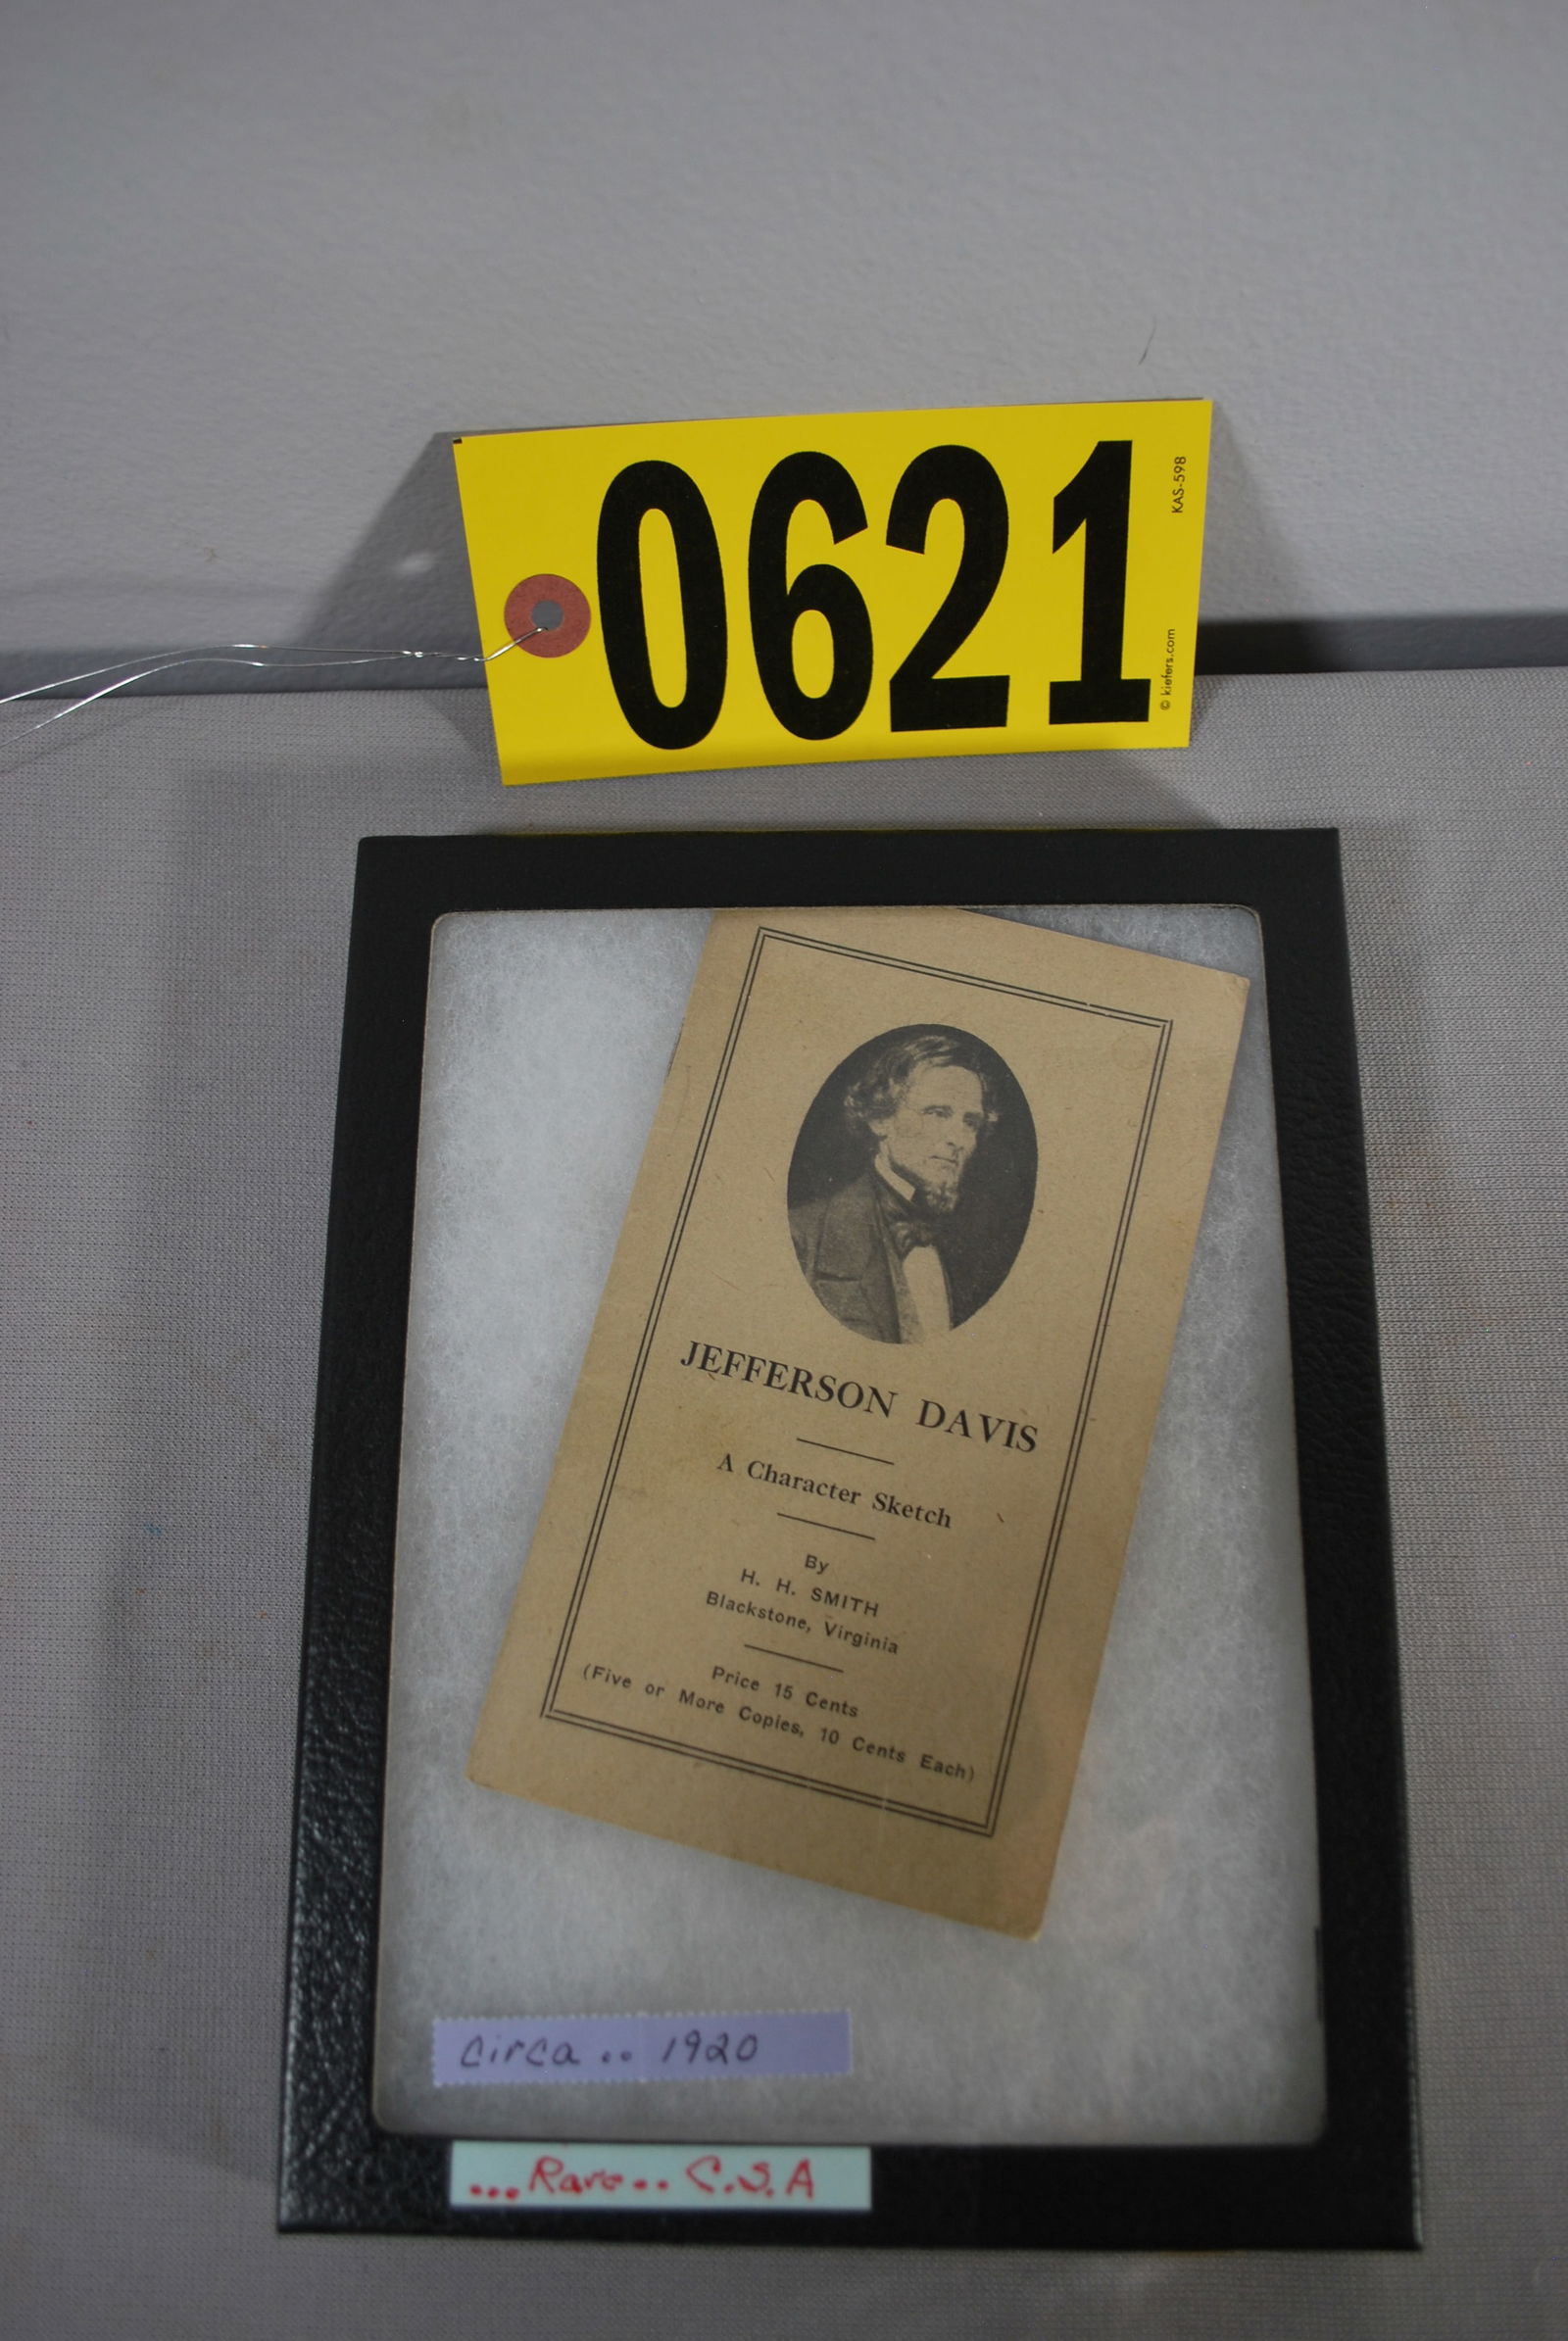 0621
KAS-598
© kiefers.com
JEFFERSON DAVIS
A Character Sketch
By
H. H. SMITH
Blackstone, Virginia
Price 15 Cents
(Five or More Copies, 10 Cents Each)
circa .. 1920
... Rare.. C.S.A